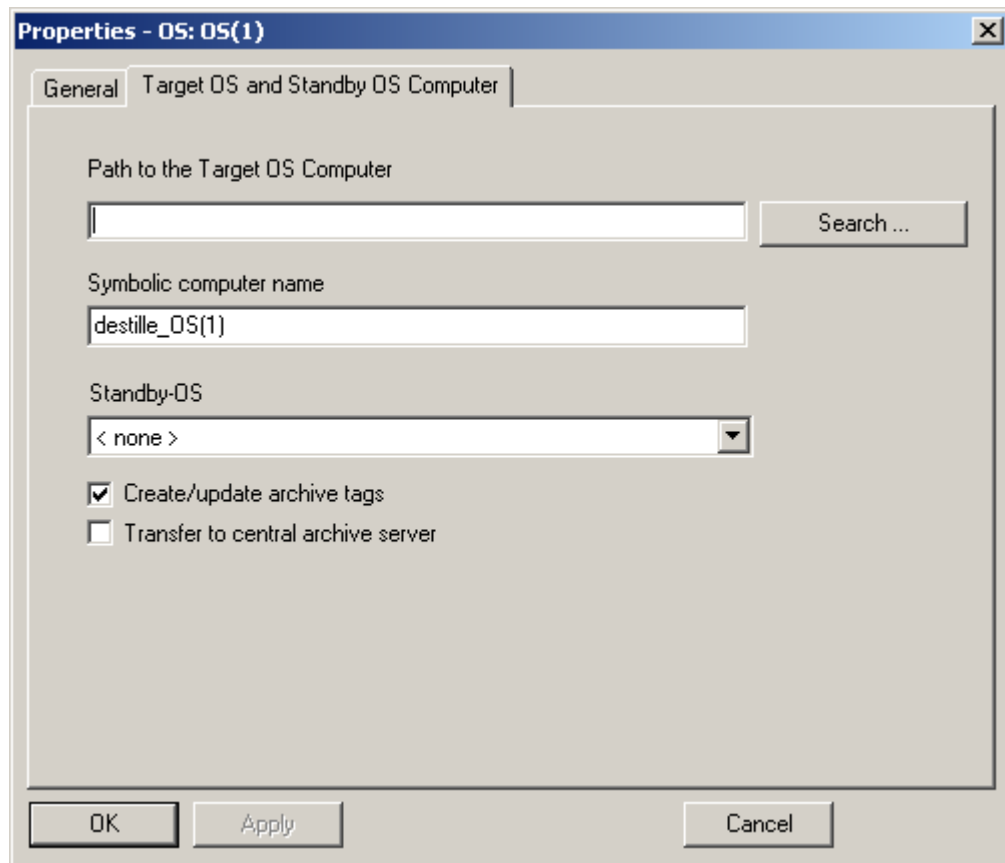 Properties - OS: OS(1)
General
Target OS and Standby OS Computer
Path to the Target OS Computer
Search ...
Symbolic computer name
destille_OS(1)
Standby-OS
< none >
Create/update archive tags
Transfer to central archive server
OK
Apply
Cancel